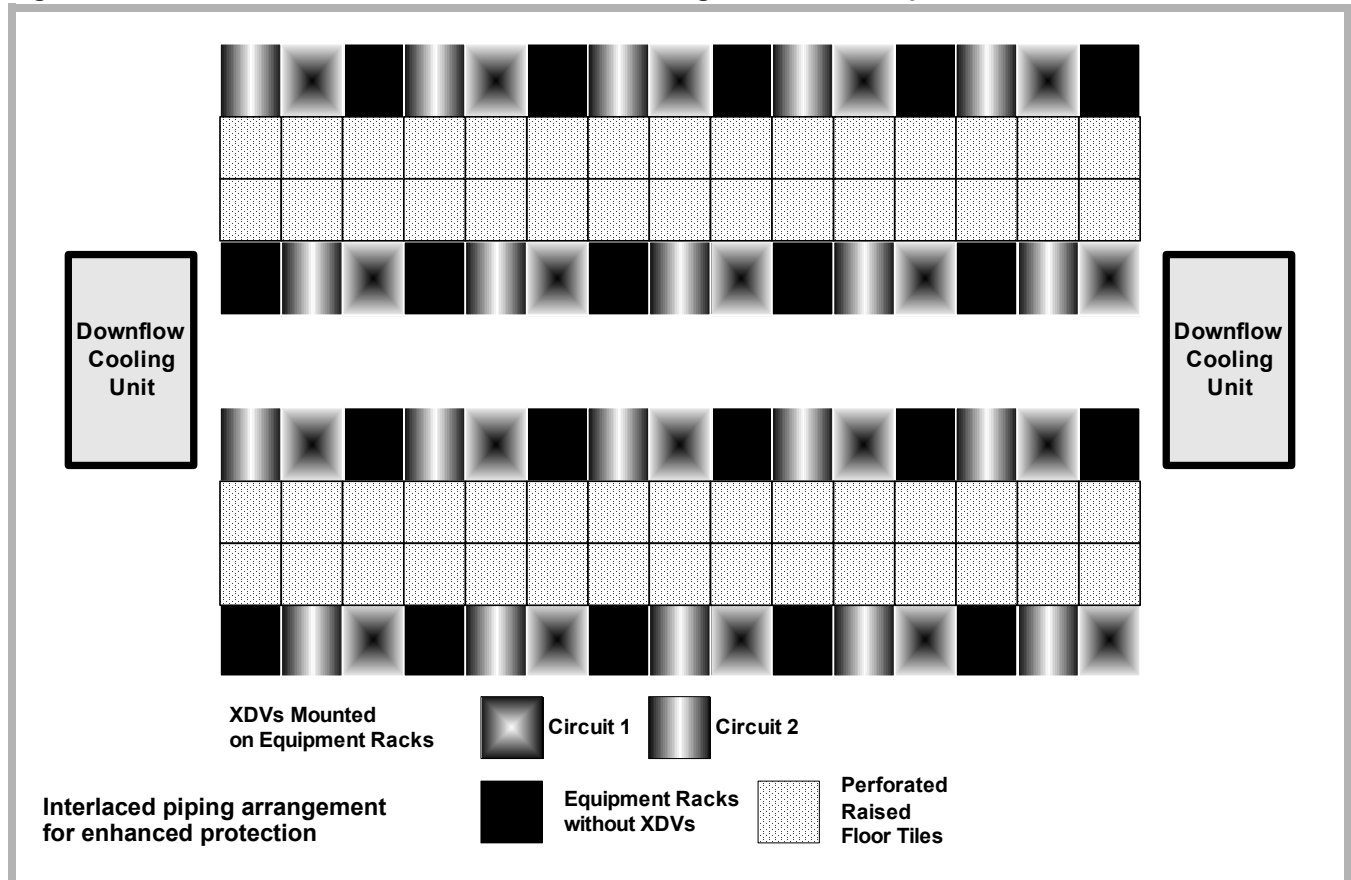 Downflow
Cooling
Unit
Downflow
Cooling
Unit
XDVs Mounted
on Equipment Racks
Circuit 1
Circuit 2
Interlaced piping arrangement
for enhanced protection
Equipment Racks
without XDVs
Perforated
Raised
Floor Tiles